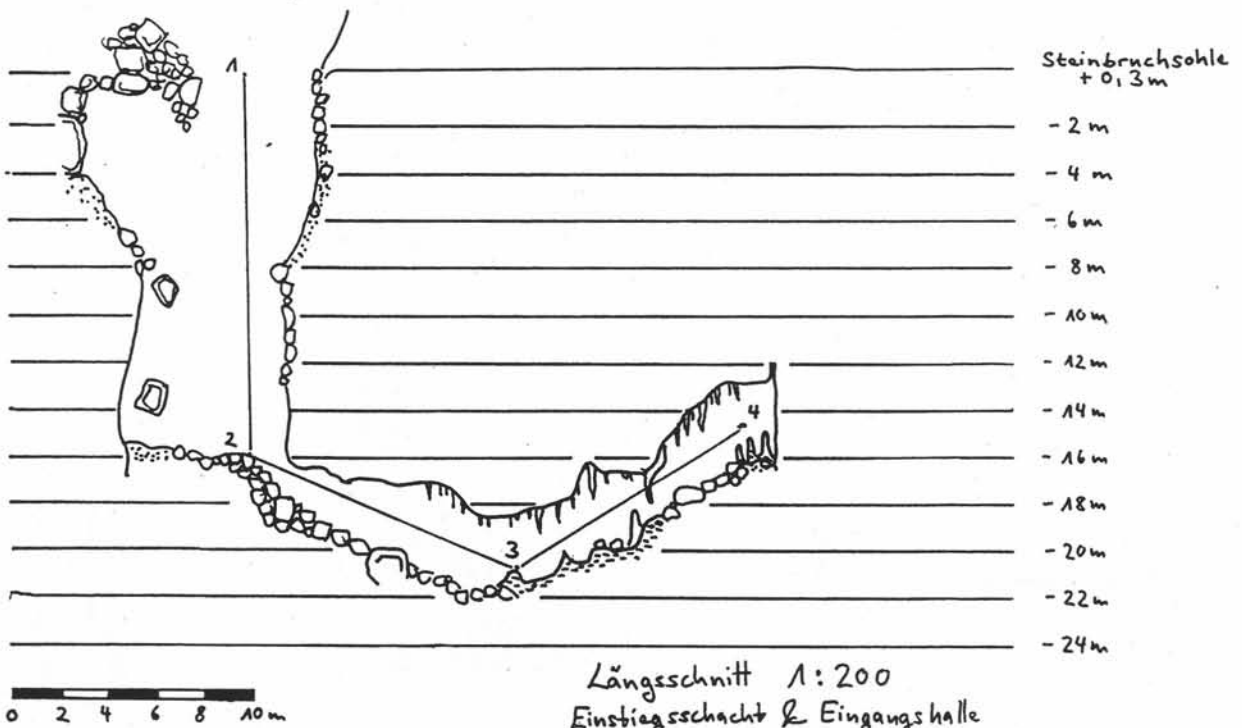 1
Steinbruchsohle
+ 0,3m
- 2 m
- 4 m
- 6 m
- 8 m
- 10 m
- 12 m
- 14 m
4
2
- 16 m
- 18 m
3
- 20 m
- 22 m
- 24 m
Längsschnitt 1:200
Einstiegsschacht & Eingangshalle
0 2 4 6 8 10 m